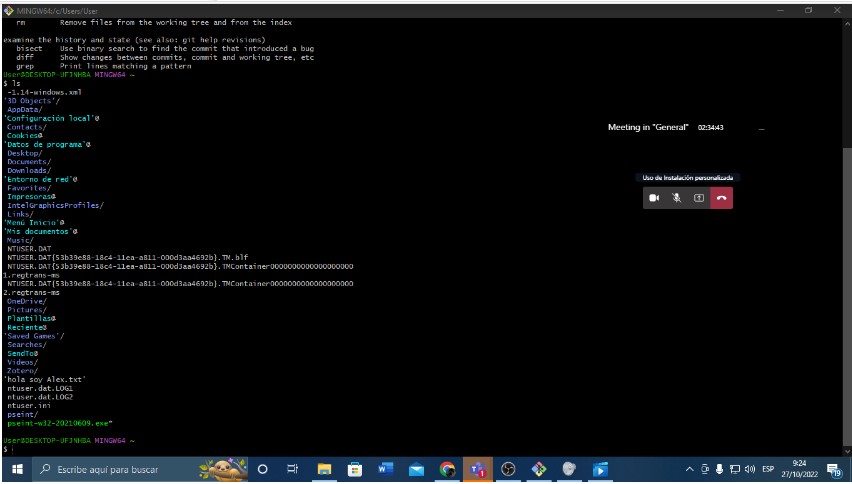 MINGW64:/c/Users/User
rm Remove files from the working tree and from the index
examine the history and state (see also: git help revisions)
bisect Use binary search to find the commit that introduced a bug
diff Show changes between commits, commit and working tree, etc
grep Print lines matching a pattern
User@DESKTOP-UFJNHBA MINGW64 ~
$ ls
-1.14-windows.xml
'3D Objects'/
AppData/
'Configuración local'@
Contacts/
Cookies@
'Datos de programa'@
Desktop/
Documents/
Downloads/
'Entorno de red'@
Favorites/
Impresoras@
IntelGraphicsProfiles/
Links/
'Menú Inicio'@
'Mis documentos'@
Music/
NTUSER.DAT
NTUSER.DAT{53b39e88-18c4-11ea-a811-000d3aa4692b}.TM.blf
NTUSER.DAT{53b39e88-18c4-11ea-a811-000d3aa4692b}.TMContainer0000000000000000000
1.regtrans-ms
NTUSER.DAT{53b39e88-18c4-11ea-a811-000d3aa4692b}.TMContainer0000000000000000000
2.regtrans-ms
OneDrive/
Pictures/
Plantillas@
Reciente@
'Saved Games'/
Searches/
SendTo@
Videos/
Zotero/
'hola soy Alex.txt'
ntuser.dat.LOG1
ntuser.dat.LOG2
ntuser.ini
pseint/
pseint-w32-20210609.exe*
User@DESKTOP-UFJNHBA MINGW64 ~
$
Meeting in "General" 02:34:43
Uso de Instalación personalizada
Escribe aquí para buscar
ESP
9:24
27/10/2022
19